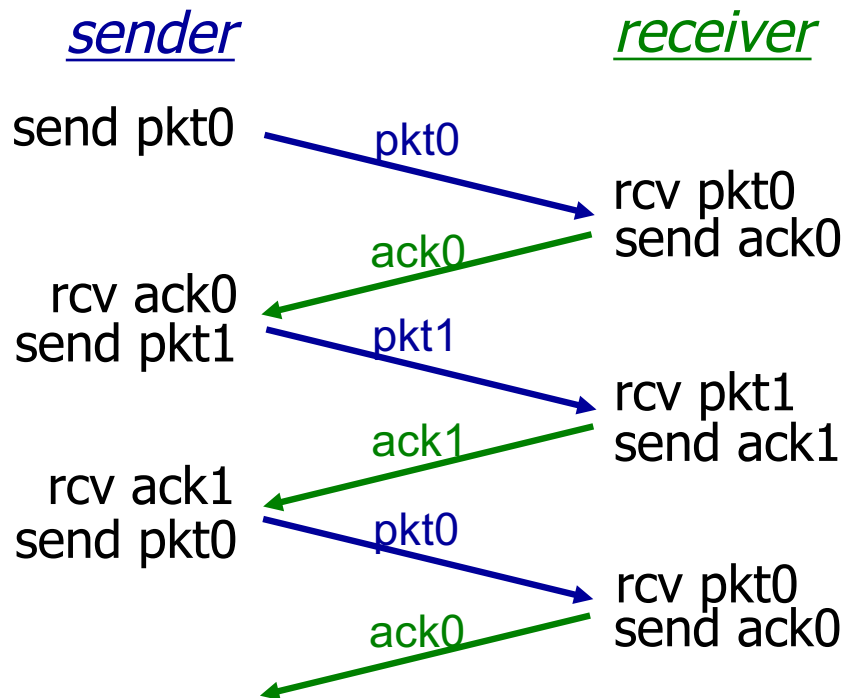 sender
receiver
send pkt0
pkt0
rcv pkt0
send ack0
ack0
rcv ack0
send pkt1
pkt1
rcv pkt1
send ack1
ack1
rcv ack1
send pkt0
pkt0
rcv pkt0
send ack0
ack0